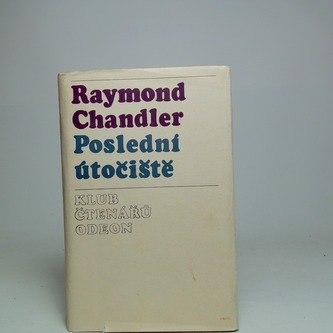 Raymond
Chandler
Poslední
útočiště
KLUB
ČTENÁŘŮ
ODEON